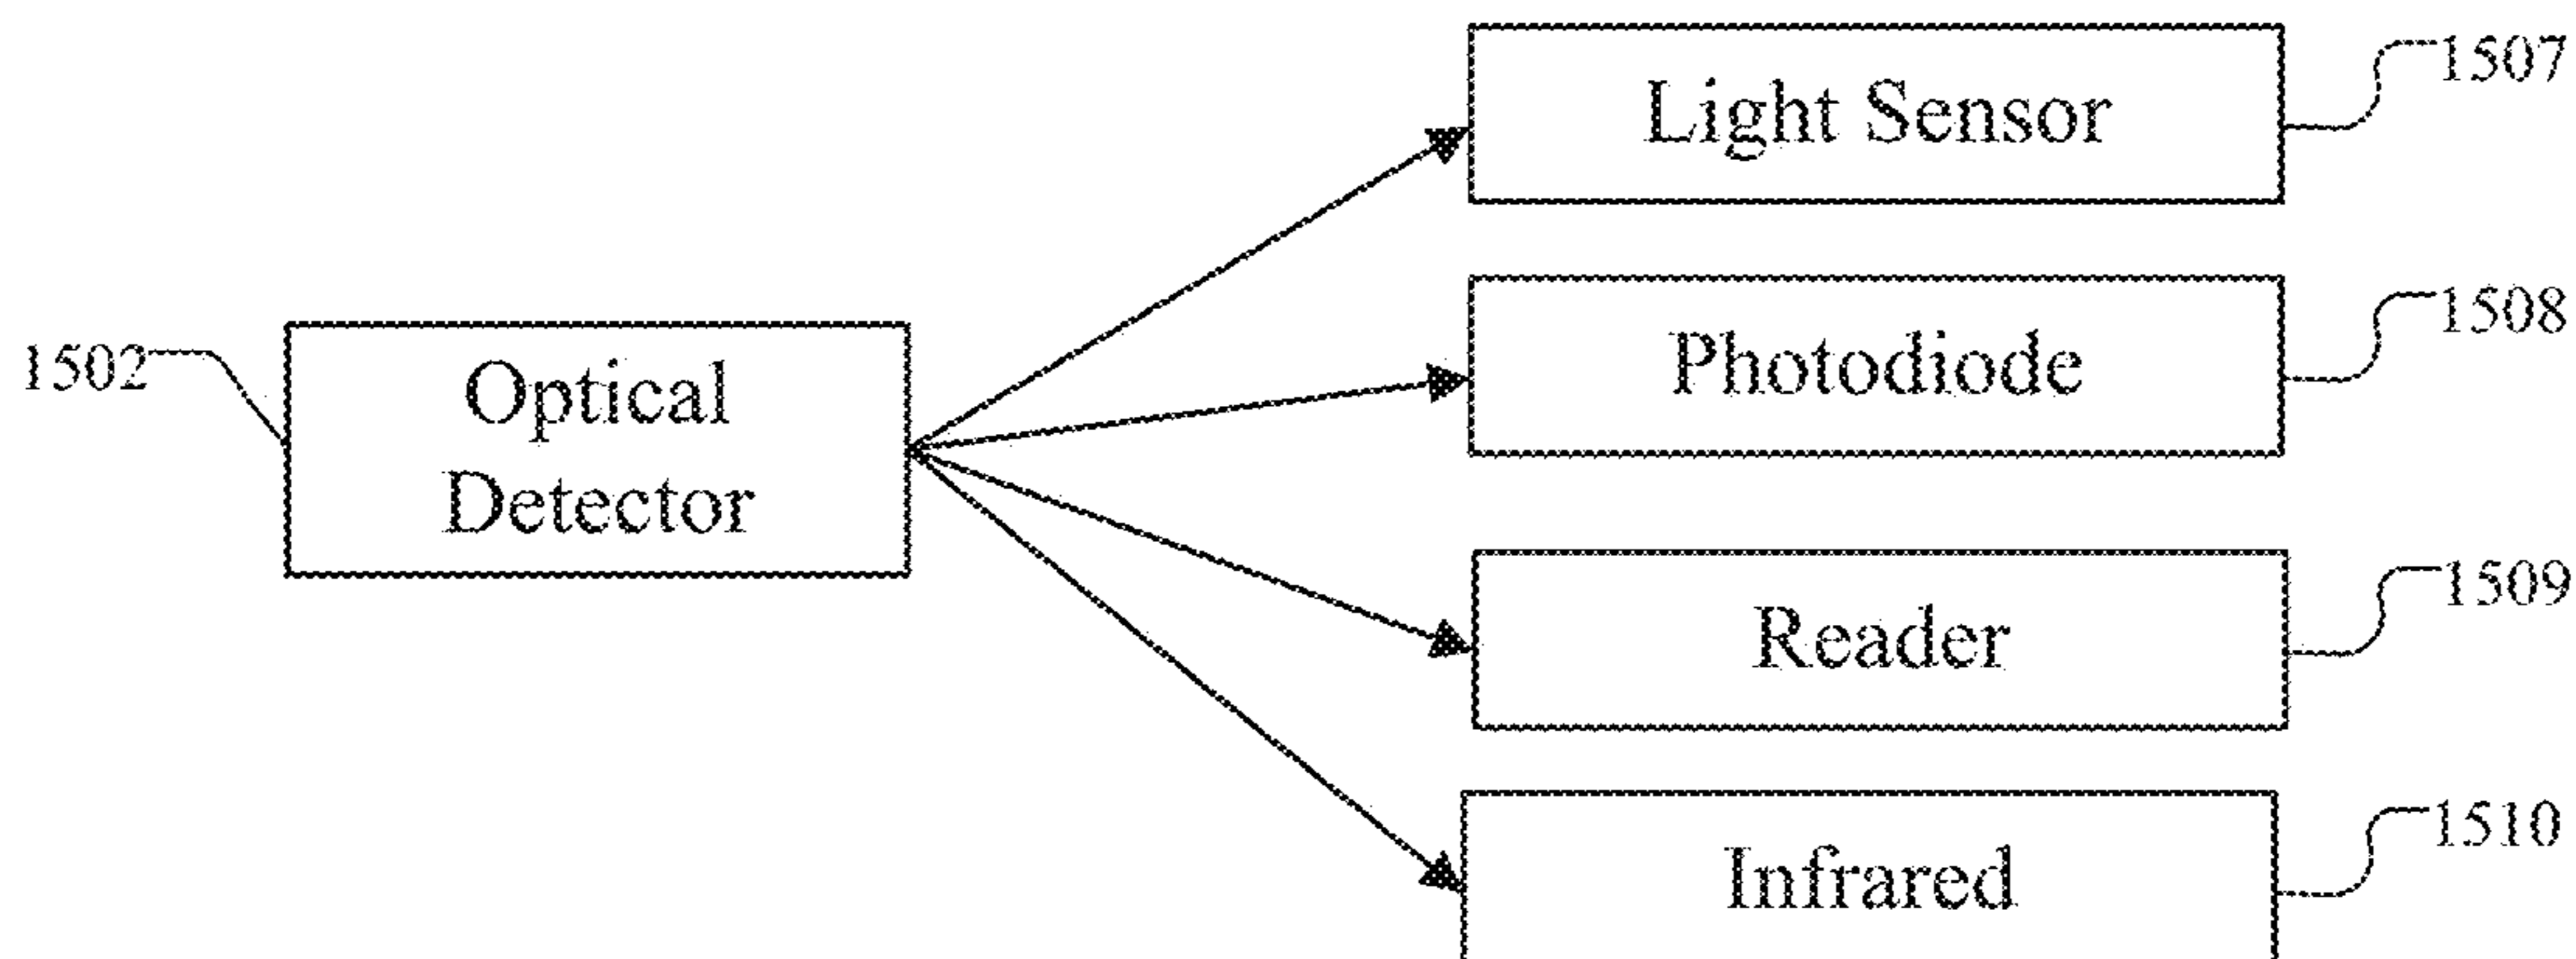 Light Sensor
1507
Photodiode
1508
1502
Optical
Detector
Reader
1509
Infrared
1510